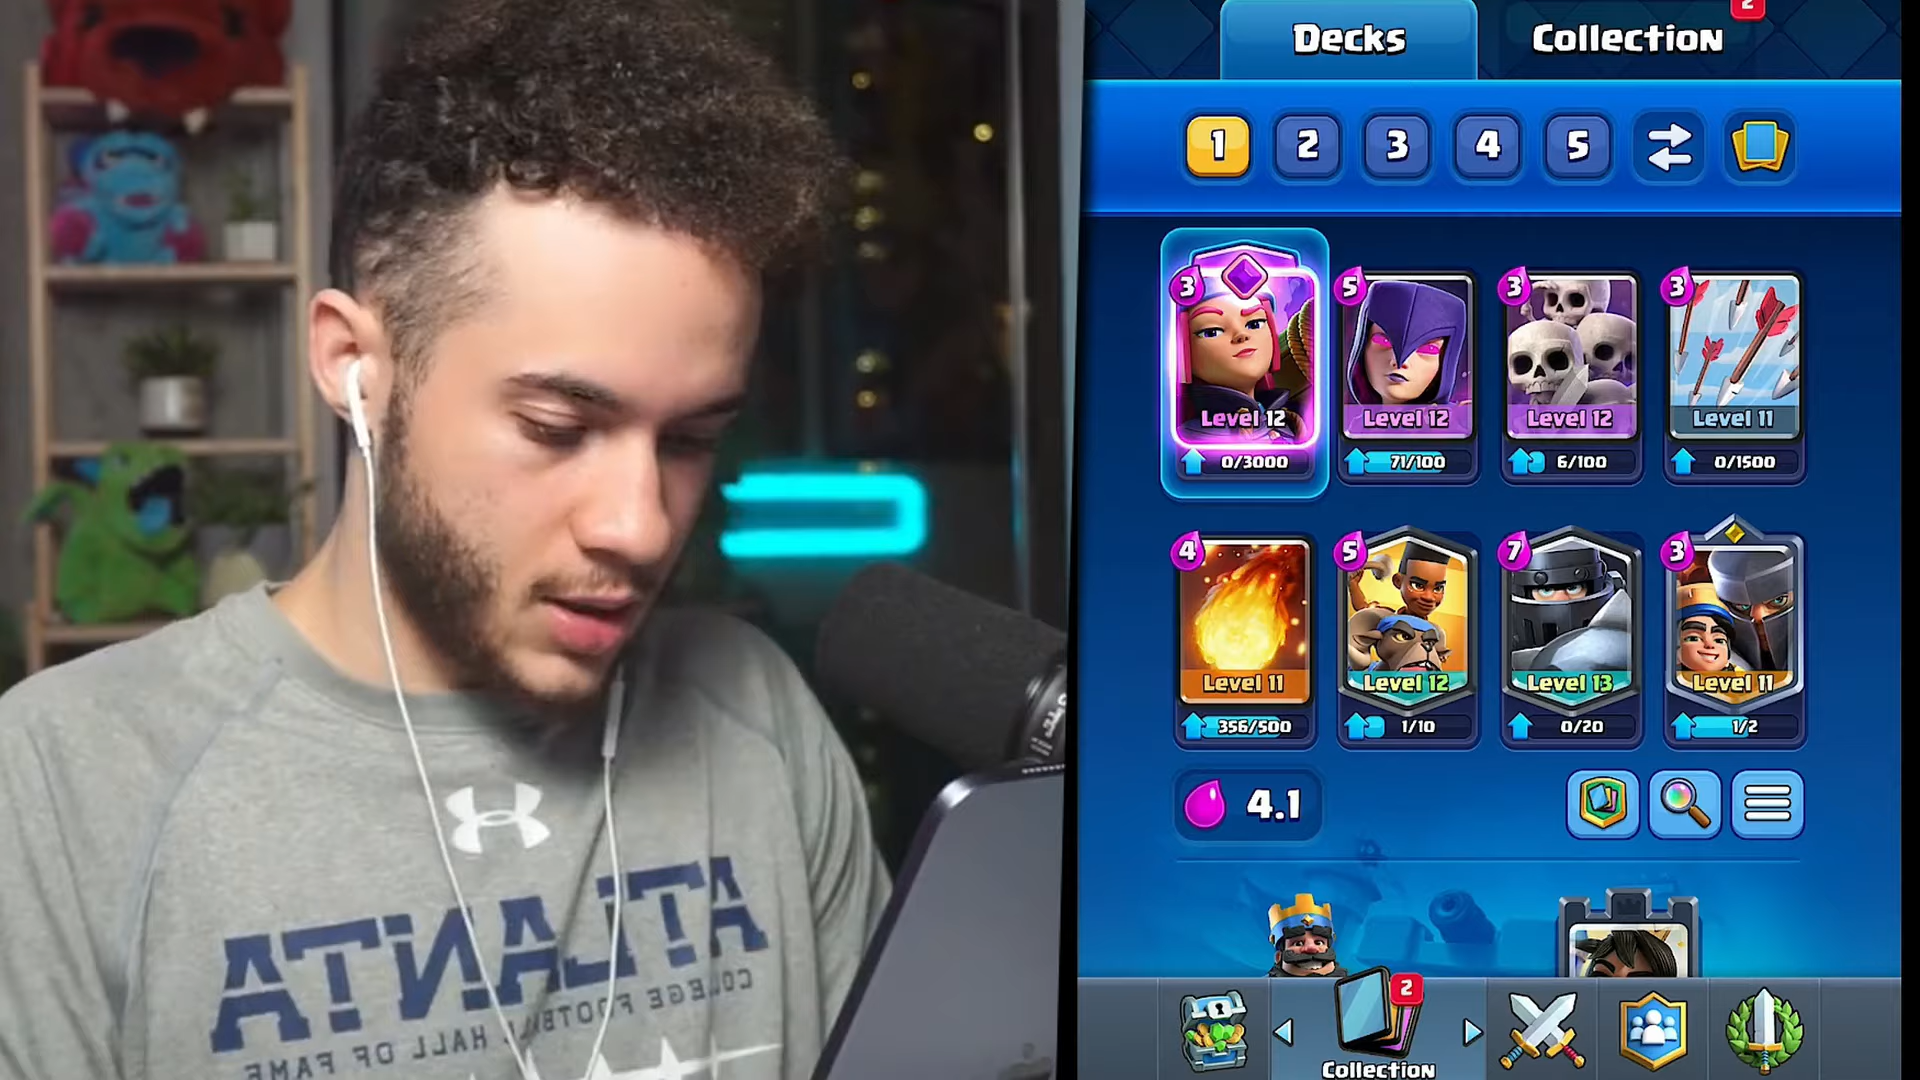 Decks
Collection
2
1
2
3
4
5
3
5
3
3
Level 12
Level 12
Level 12
Level 11
0/3000
71/100
6/100
0/1500
4
5
7
3
Level 11
Level 12
Level 13
Level 11
356/500
1/10
0/20
1/2
4.1
2
Collection
ATLANTA
COLLEGE FOOTBALL HALL OF FAME